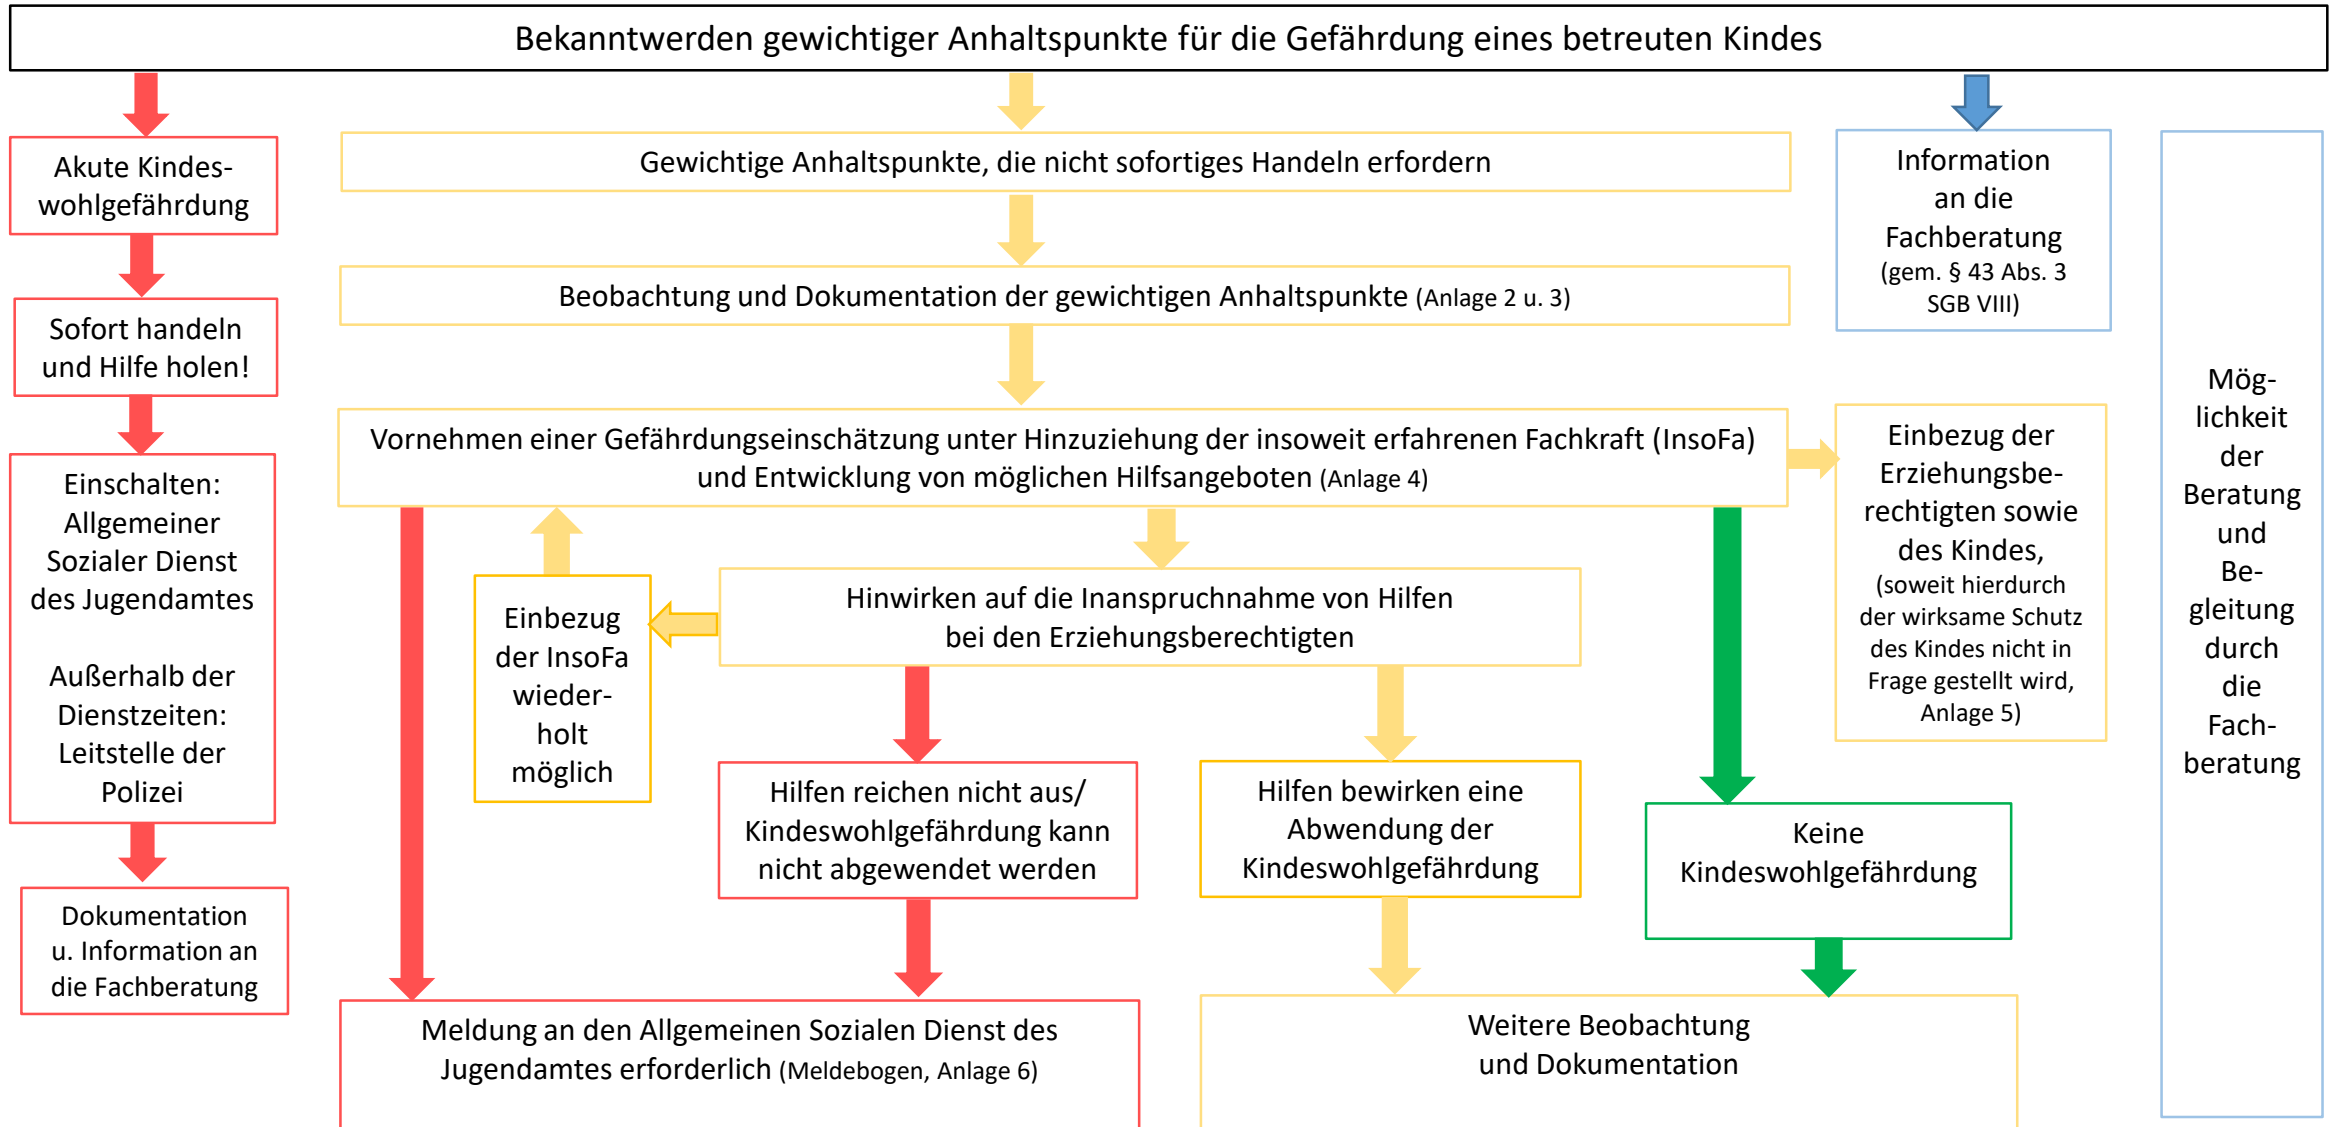 Bekanntwerden gewichtiger Anhaltspunkte für die Gefährdung eines betreuten Kindes
Akute Kindes-
wohlgefährdung
Sofort handeln
und Hilfe holen!
Einschalten:
Allgemeiner
Sozialer Dienst
des Jugendamtes
Außerhalb der
Dienstzeiten:
Leitstelle der
Polizei
Dokumentation
u. Information an
die Fachberatung
Gewichtige Anhaltspunkte, die nicht sofortiges Handeln erfordern
Beobachtung und Dokumentation der gewichtigen Anhaltspunkte (Anlage 2 u. 3)
Vornehmen einer Gefährdungseinschätzung unter Hinzuziehung der insoweit erfahrenen Fachkraft (InsoFa)
und Entwicklung von möglichen Hilfsangeboten (Anlage 4)
Einbezug
der InsoFa
wieder-
holt
möglich
Hinwirken auf die Inanspruchnahme von Hilfen
bei den Erziehungsberechtigten
Hilfen reichen nicht aus/
Kindeswohlgefährdung kann
nicht abgewendet werden
Hilfen bewirken eine
Abwendung der
Kindeswohlgefährdung
Keine
Kindeswohlgefährdung
Meldung an den Allgemeinen Sozialen Dienst des
Jugendamtes erforderlich (Meldebogen, Anlage 6)
Weitere Beobachtung
und Dokumentation
Information
an die
Fachberatung
(gem. § 43 Abs. 3
SGB VIII)
Einbezug der
Erziehungsbe-
rechtigten sowie
des Kindes,
(soweit hierdurch
der wirksame Schutz
des Kindes nicht in
Frage gestellt wird,
Anlage 5)
Mög-
lichkeit
der
Beratung
und
Be-
gleitung
durch
die
Fach-
beratung